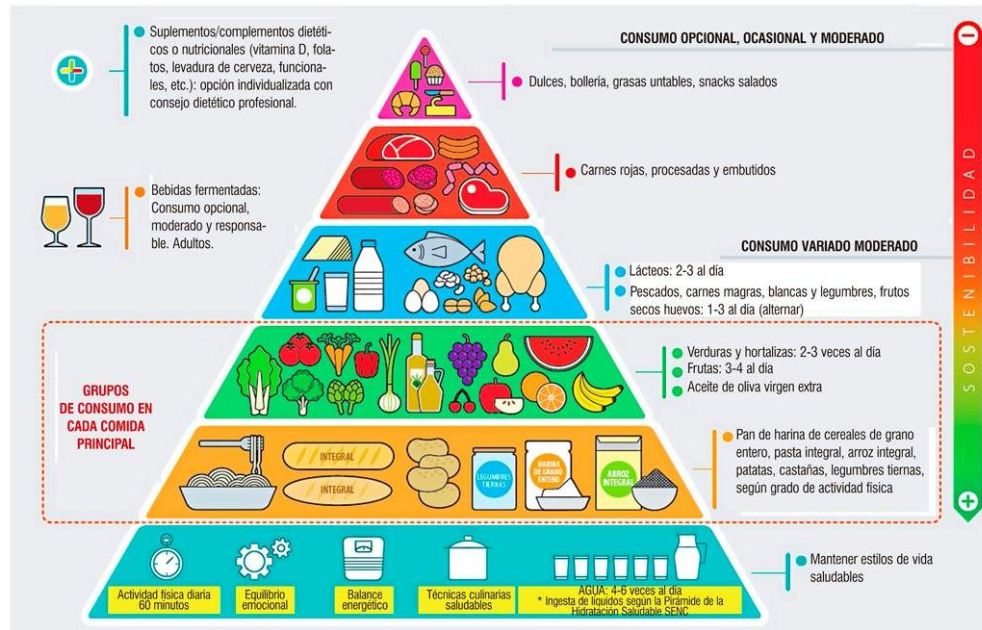 Suplementos/complementos dietéti-
cos o nutricionales (vitamina D, fola-
tos, levadura de cerveza, funciona-
les, etc.): opción individualizada con
consejo dietético profesional.
CONSUMO OPCIONAL, OCASIONAL Y MODERADO
Dulces, bollería, grasas untables, snacks salados
Carnes rojas, procesadas y embutidos
Bebidas fermentadas:
Consumo opcional,
moderado y responsa-
ble. Adultos.
CONSUMO VARIADO MODERADO
Lácteos: 2-3 al día
Pescados, carnes magras, blancas y legumbres, frutos
secos huevos: 1-3 al día (alternar)
GRUPOS
DE CONSUMO EN
CADA COMIDA
PRINCIPAL
Verduras y hortalizas: 2-3 veces al día
Frutas: 3-4 al día
Aceite de oliva virgen extra
INTEGRAL
INTEGRAL
LEGUMBRES
TIERNAS
HARINA
DE GRANO
ENTERO
ARROZ
INTEGRAL
Pan de harina de cereales de grano
entero, pasta integral, arroz integral,
patatas, castañas, legumbres tiernas,
según grado de actividad física
Mantener estilos de vida
saludables
Actividad física diaria
60 minutos
Equilibrio
emocional
Balance
energético
Técnicas culinarias
saludables
AGUA: 4-6 veces al día
* Ingesta de líquidos según la Pirámide de la
Hidratación Saludable SENC
SOSTENIBILIDAD